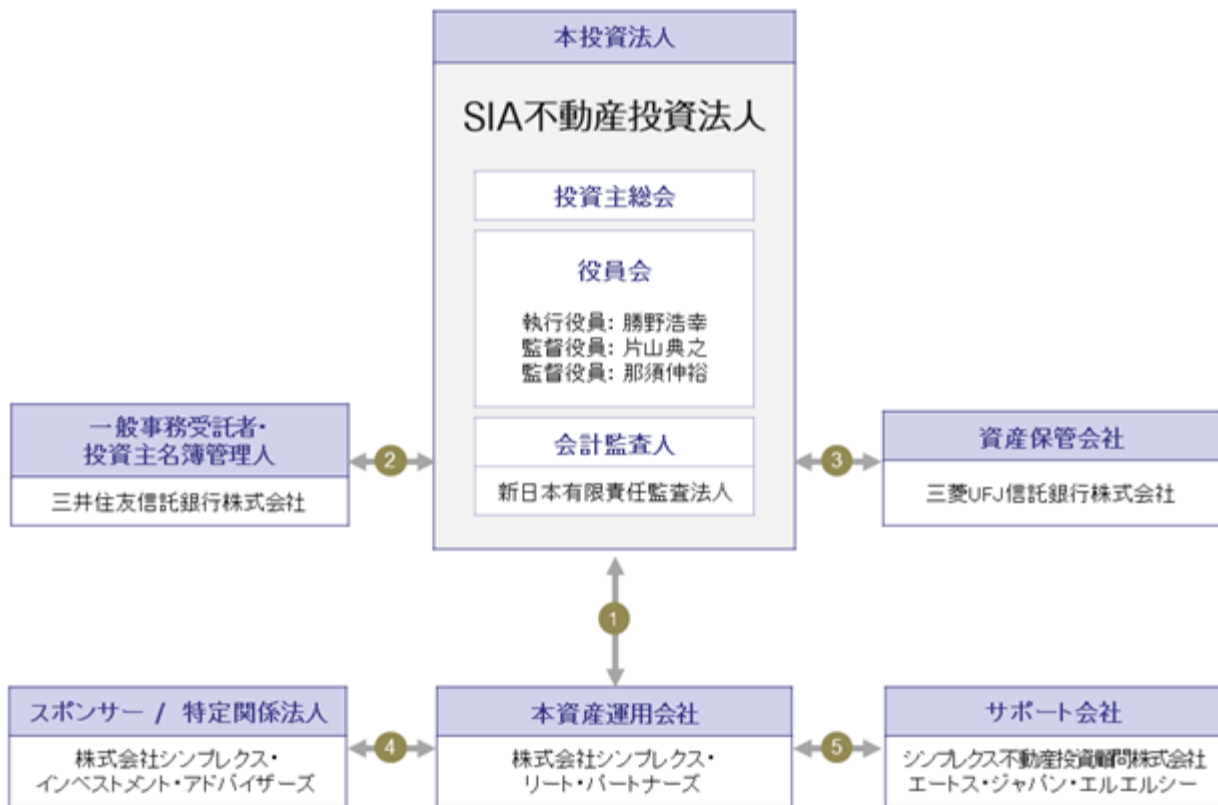 本投資法人
SIA不動産投資法人
投資主総会
役員会
執行役員: 勝野浩幸
監督役員: 片山典之
監督役員: 那須伸裕
会計監査人
新日本有限責任監査法人
一般事務受託者・
投資主名簿管理人
三井住友信託銀行株式会社
2
3
資産保管会社
三菱UFJ信託銀行株式会社
1
スポンサー / 特定関係法人
株式会社シンプレクス・
インベストメント・アドバイザーズ
4
本資産運用会社
株式会社シンプレクス・
リート・パートナーズ
5
サポート会社
シンプレクス不動産投資顧問株式会社
エートス・ジャパン・エルエルシー